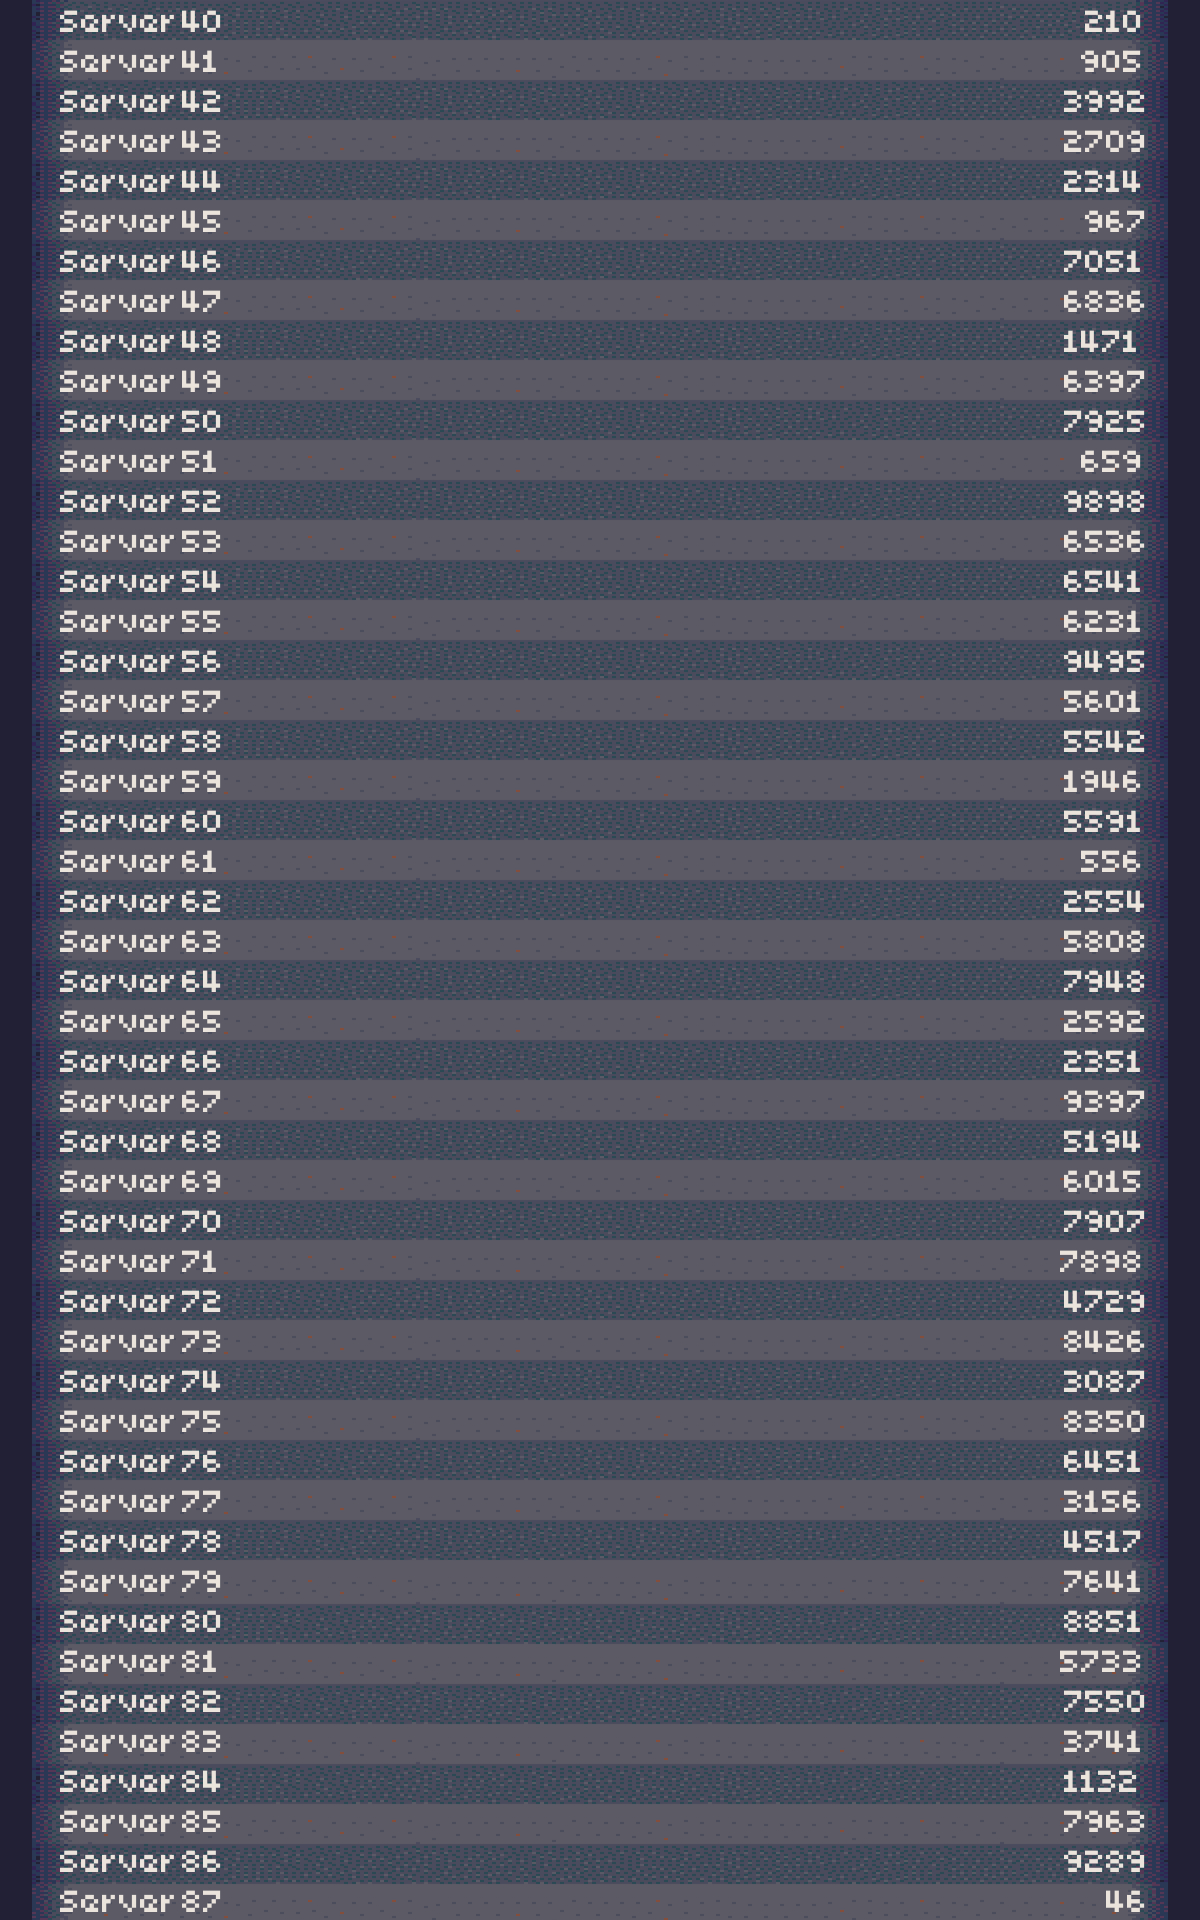 Server 40 210
Server 41 905
Server 42 3992
Server 43 2709
Server 44 2314
Server 45 967
Server 46 7051
Server 47 6836
Server 48 1471
Server 49 6397
Server 50 7925
Server 51 659
Server 52 9898
Server 53 6536
Server 54 6541
Server 55 6231
Server 56 9495
Server 57 5601
Server 58 5542
Server 59 1946
Server 60 5591
Server 61 556
Server 62 2554
Server 63 5808
Server 64 7948
Server 65 2592
Server 66 2351
Server 67 9397
Server 68 5194
Server 69 6015
Server 70 7907
Server 71 7898
Server 72 4729
Server 73 8426
Server 74 3087
Server 75 8350
Server 76 6451
Server 77 3156
Server 78 4517
Server 79 7641
Server 80 8851
Server 81 5733
Server 82 7550
Server 83 3741
Server 84 1132
Server 85 7963
Server 86 9289
Server 87 46